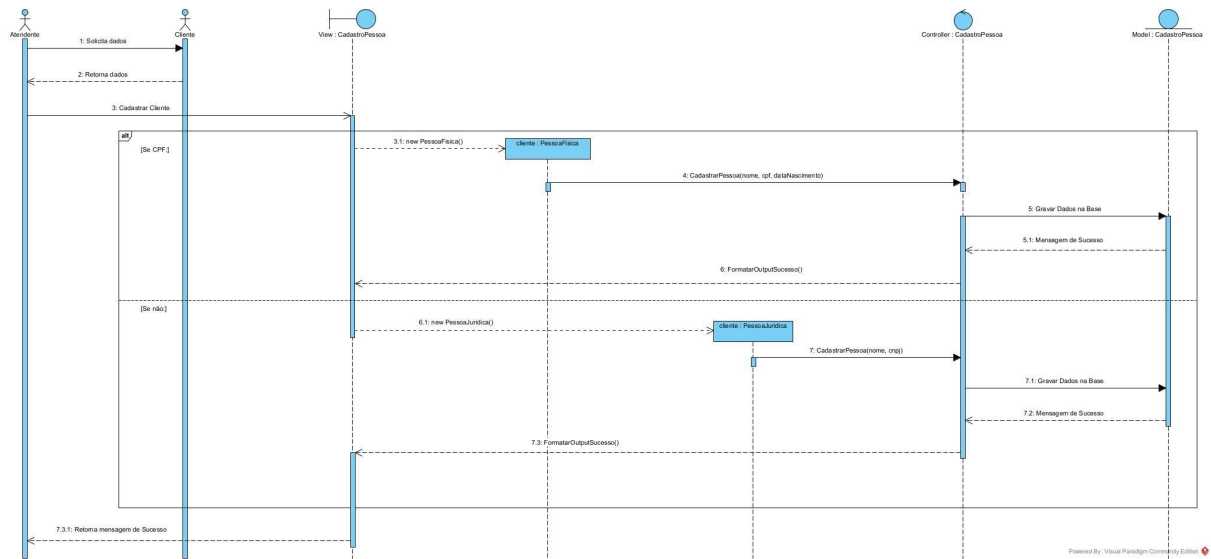 Atendente
Cliente
View : CadastroPessoa
Controller : CadastroPessoa
Model : CadastroPessoa
1: Solicita dados
2: Retorna dados
3: Cadastrar Cliente
alt
[Se CPF:]
3.1: new PessoaFisica()
cliente : PessoaFisica
4: CadastrarPessoa(nome, cpf, dataNascimento)
5: Gravar Dados na Base
5.1: Mensagem de Sucesso
6: FormatarOutputSucesso()
[Se não:]
6.1: new PessoaJuridica()
cliente : PessoaJuridica
7: CadastrarPessoa(nome, cnpj)
7.1: Gravar Dados na Base
7.2: Mensagem de Sucesso
7.3: FormatarOutputSucesso()
7.3.1: Retorna mensagem de Sucesso
Powered By: Visual Paradigm Community Edition